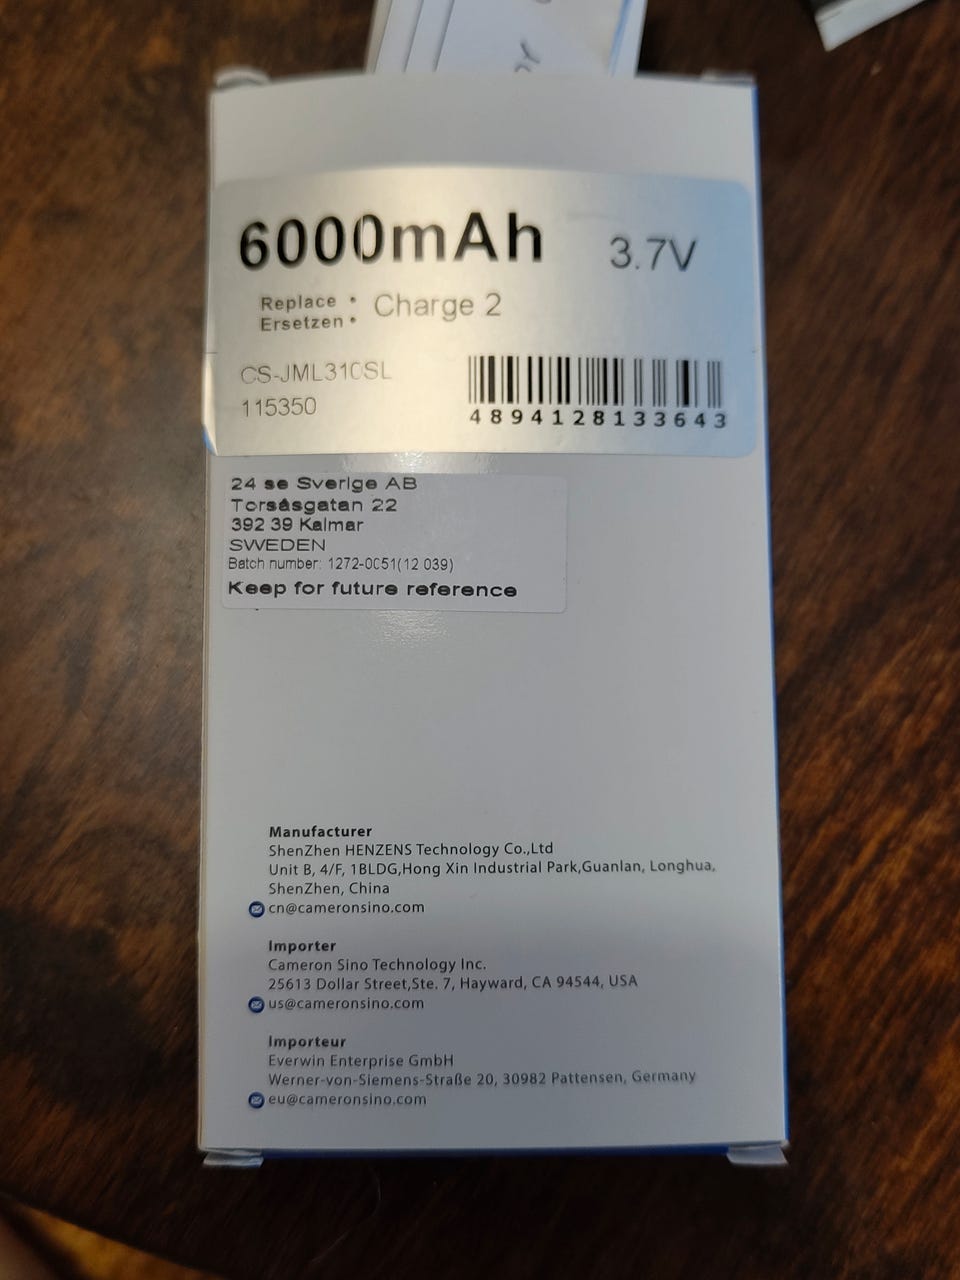 6000mAh 3.7V
Replace :
Ersetzen : Charge 2
CS-JML310SL
115350
4894128133643
24 se Sverige AB
Torsåsgatan 22
392 39 Kalmar
SWEDEN
Batch number: 1272-0051(12 039)
Keep for future reference
Manufacturer
ShenZhen HENZENS Technology Co.,Ltd
Unit B, 4/F, 1BLDG,Hong Xin Industrial Park,Guanlan, Longhua,
ShenZhen, China
cn@cameronsino.com
Importer
Cameron Sino Technology Inc.
25613 Dollar Street,Ste. 7, Hayward, CA 94544, USA
us@cameronsino.com
Importeur
Everwin Enterprise GmbH
Werner-von-Siemens-Straße 20, 30982 Pattensen, Germany
eu@cameronsino.com